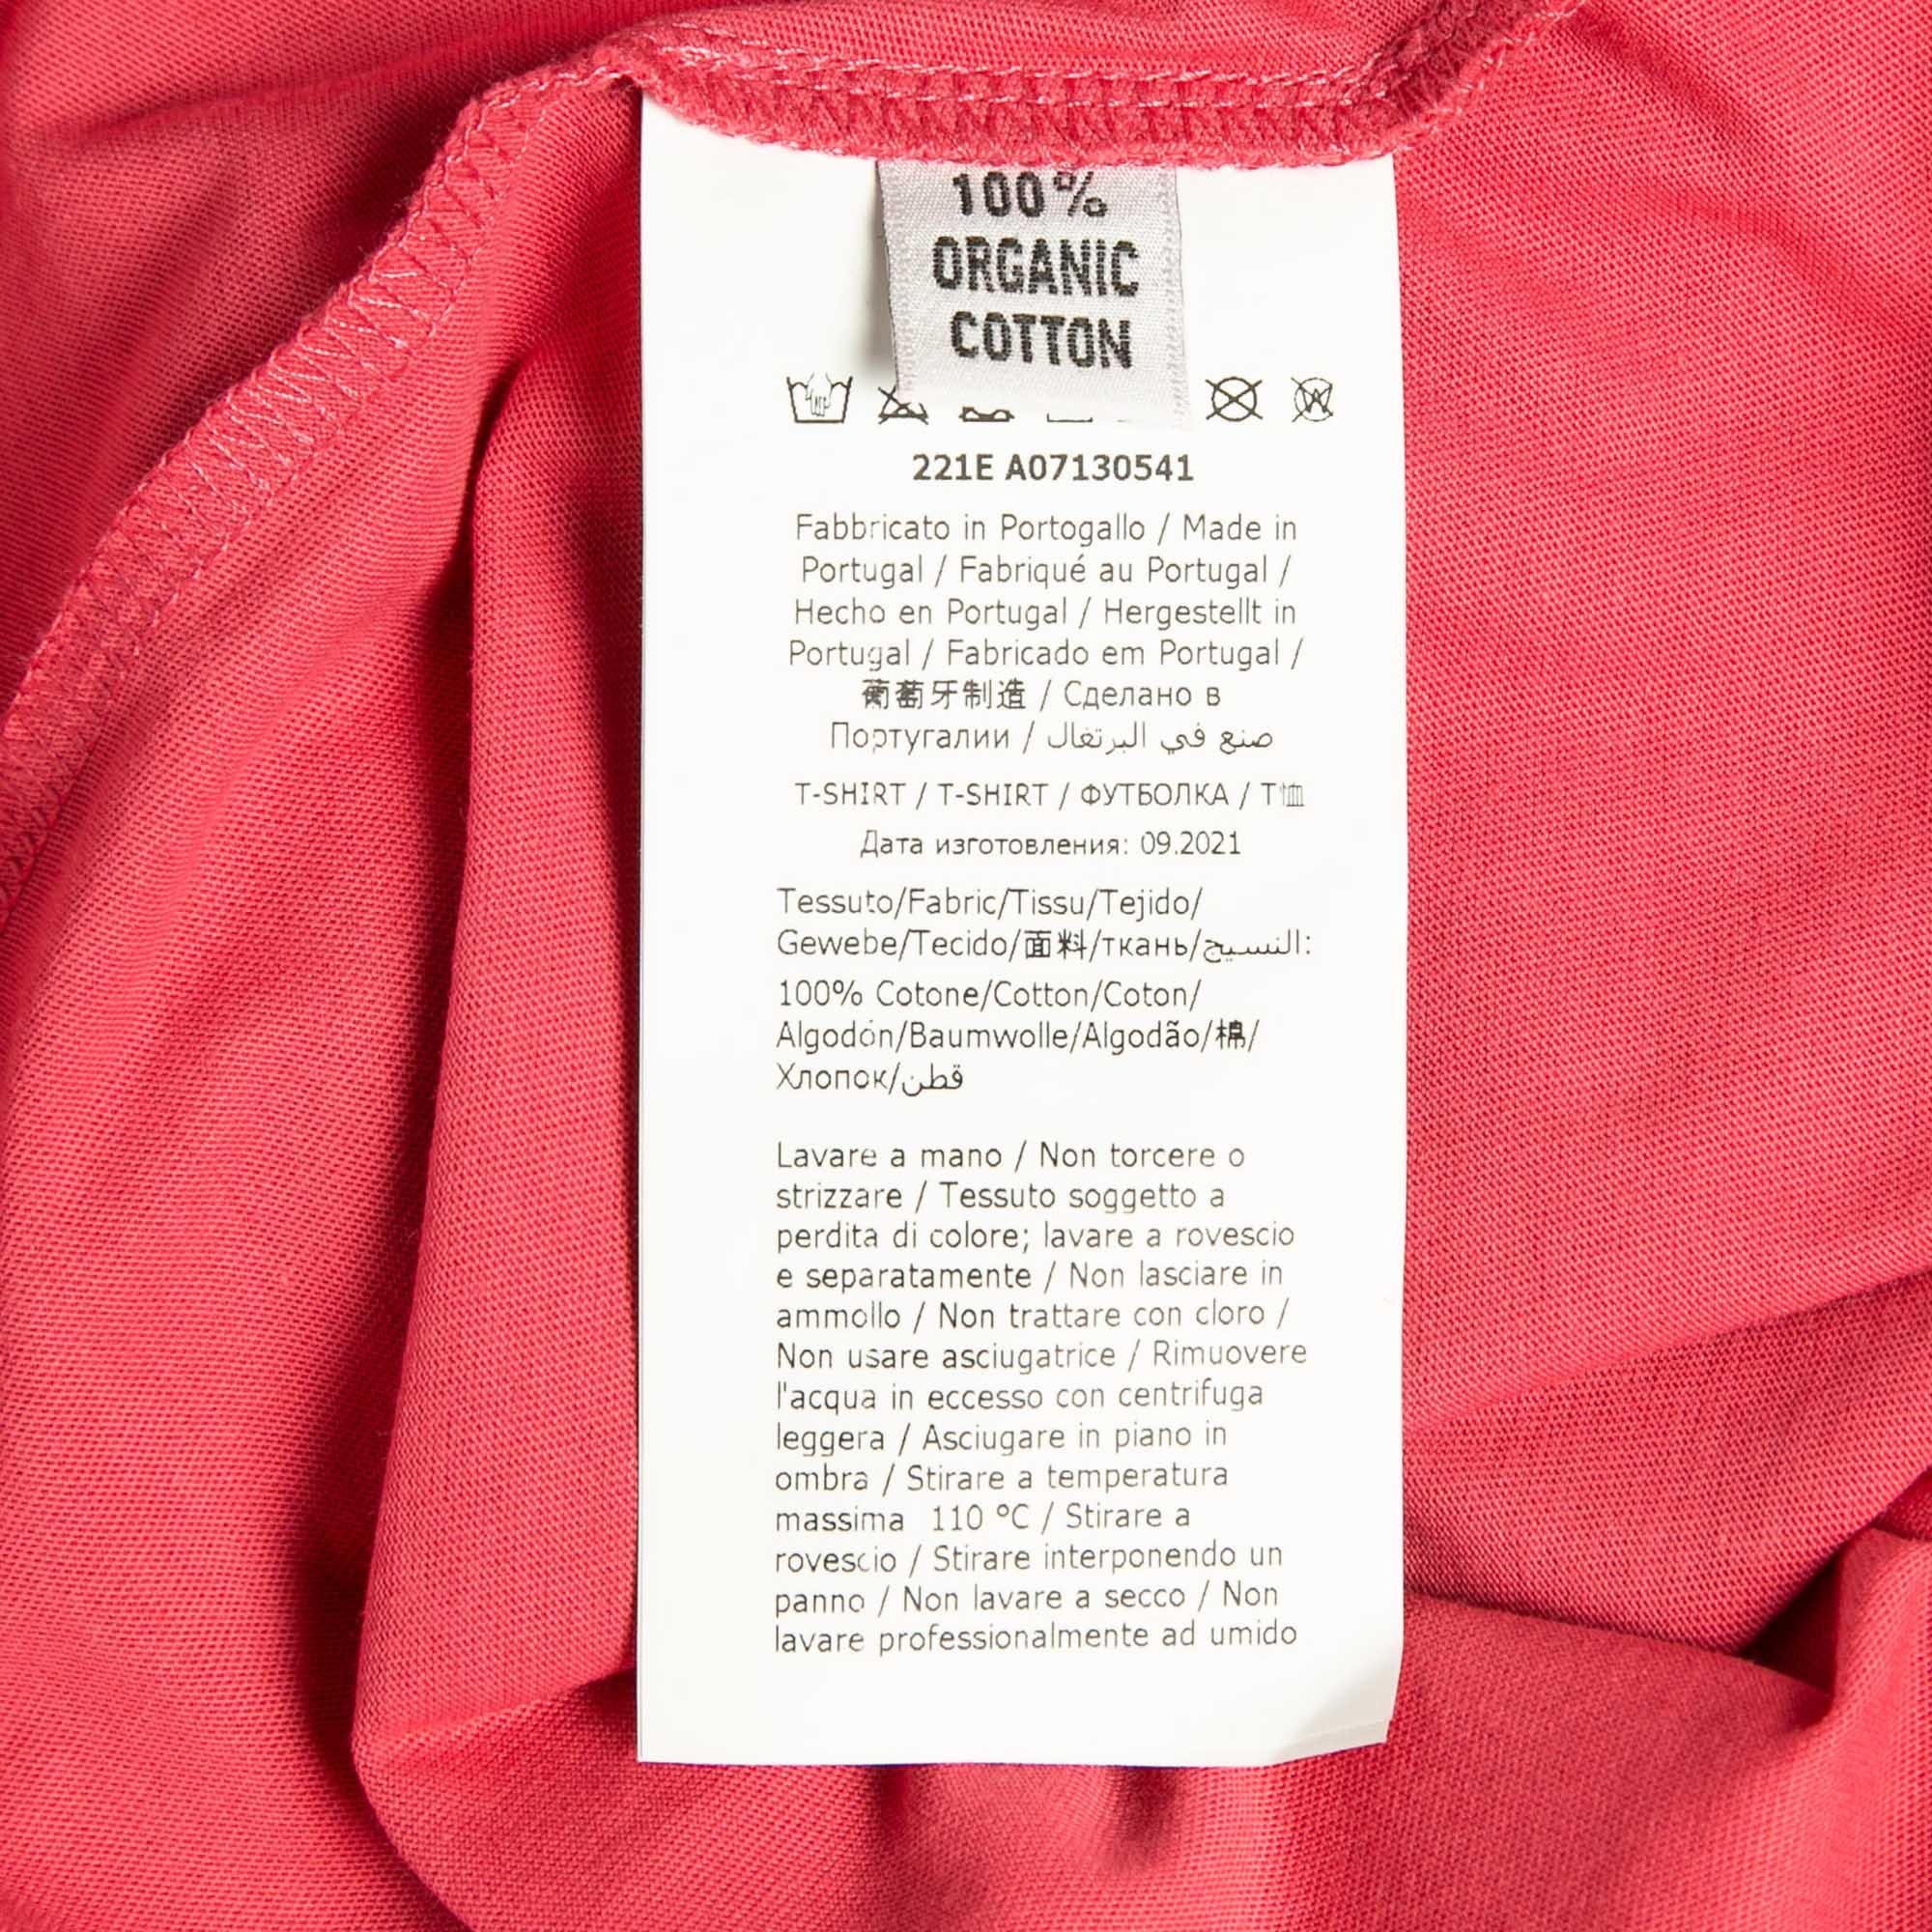 100%
ORGANIC
COTTON
221E A07130541
Fabbricato in Portogallo / Made in
Portugal / Fabriqué au Portugal /
Hecho en Portugal / Hergestellt in
Portugal / Fabricado em Portugal /
葡萄牙制造 / Сделано в
Португалии / صنع في البرتغال
T-SHIRT / T-SHIRT / ФУТБОЛКА / T恤
Дата изготовления: 09.2021
Tessuto/Fabric/Tissu/Tejido/
Gewebe/Tecido/面料/ткань/النسيج:
100% Cotone/Cotton/Coton/
Algodón/Baumwolle/Algodão/棉/
Хлопок/قطن
Lavare a mano / Non torcere o
strizzare / Tessuto soggetto a
perdita di colore; lavare a rovescio
e separatamente / Non lasciare in
ammollo / Non trattare con cloro /
Non usare asciugatrice / Rimuovere
l'acqua in eccesso con centrifuga
leggera / Asciugare in piano in
ombra / Stirare a temperatura
massima 110 °C / Stirare a
rovescio / Stirare interponendo un
panno / Non lavare a secco / Non
lavare professionalmente ad umido